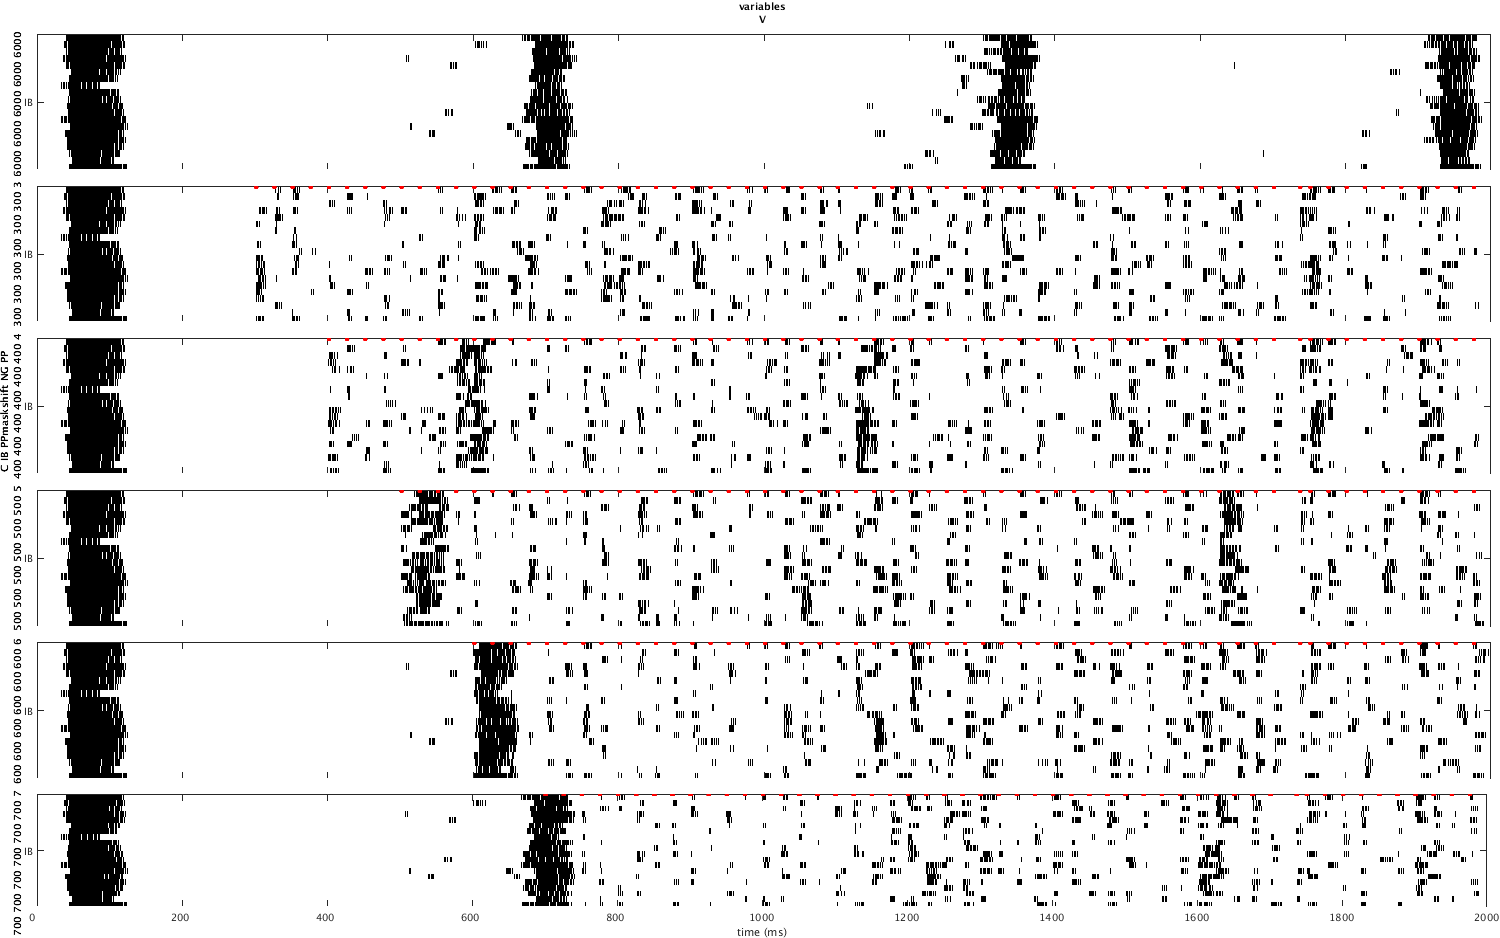 variables
V
6000 6000 6000 6000 6000
IB
300 300 300 300 3
IB
400 400 400 400 4
IB
C IB PPmaskshift NG PP
500 500 500 500 5
IB
600 600 600 600 6
IB
700 700 700 700 7
IB
0 200 400 600 800 1000 1200 1400 1600 1800 2000
time (ms)